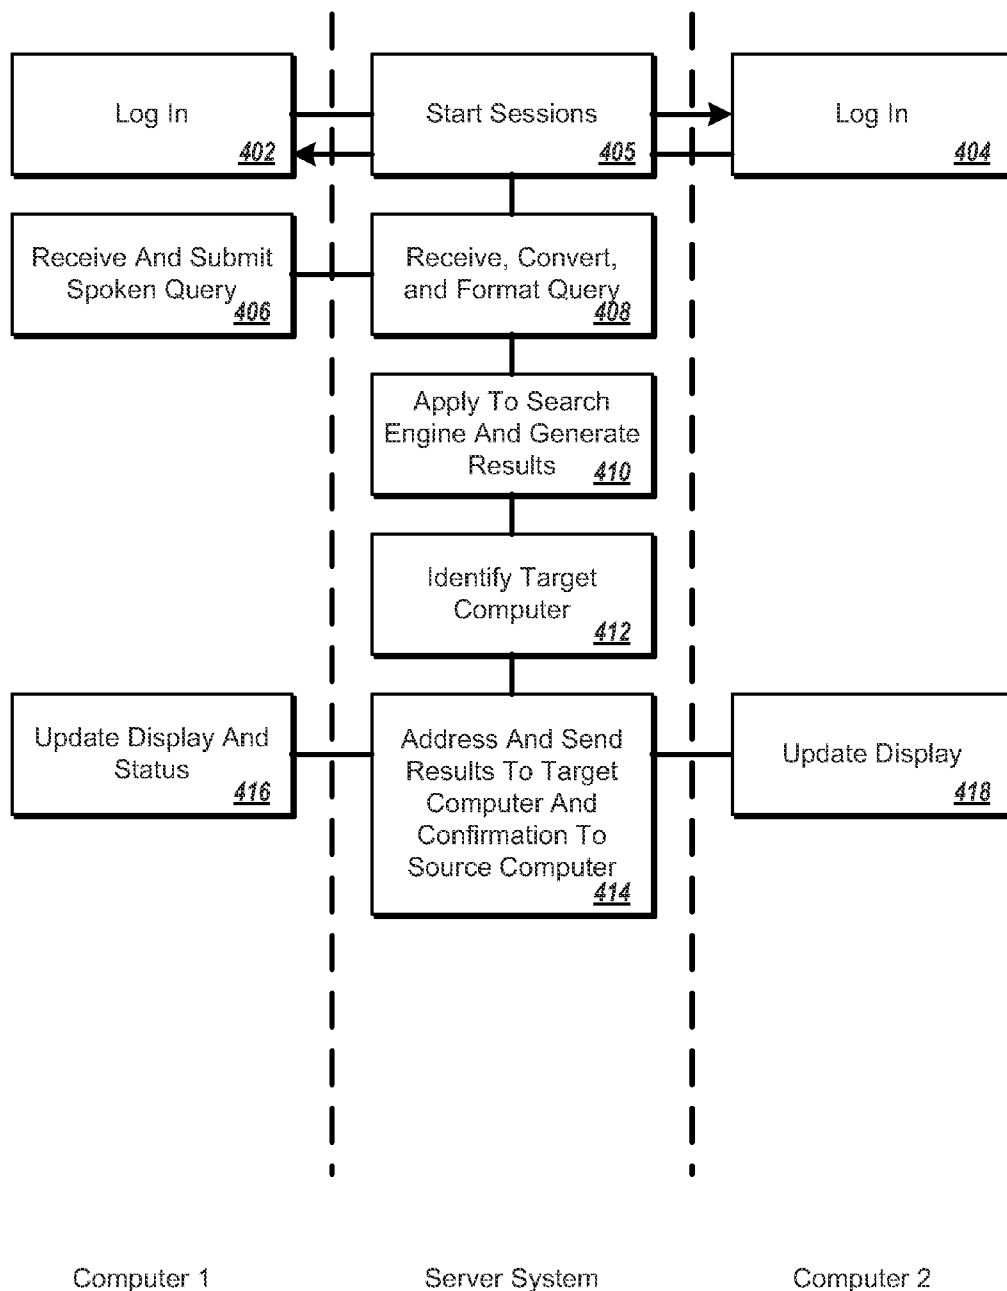 Log In
402
Start Sessions
405
Log In
404
Receive And Submit
Spoken Query
406
Receive, Convert,
and Format Query
408
Apply To Search
Engine And Generate
Results
410
Identify Target
Computer
412
Update Display And
Status
416
Address And Send
Results To Target
Computer And
Confirmation To
Source Computer
414
Update Display
418
Computer 1
Server System
Computer 2